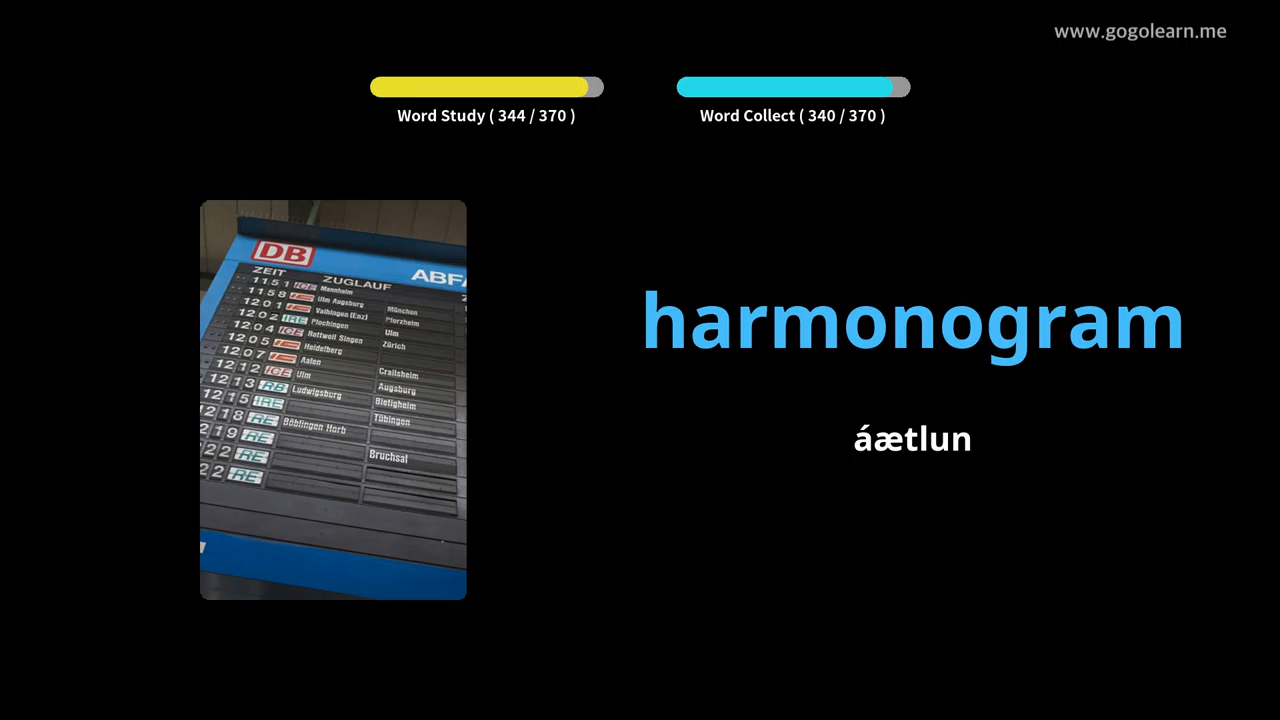 www.gogolearn.me
Word Study ( 344 / 370 )
Word Collect ( 340 / 370 )
DB
ABFA
ZEIT ZUGLAUF
1151 ICE Mannheim
1158 Ulm Augsburg München
1201 Vaihingen (Enz) Pforzheim
1202 IRE Plochingen Ulm
1204 ICE Rottweil Singen Zürich
1205 Heidelberg
1207 Aalen Crailsheim
1212 ICE Ulm Augsburg
1213 RB Ludwigsburg Bietigheim
1215 IRE Tübingen
1218 RE Böblingen Horb
219 RE
22 RE Bruchsal
22 RE
harmonogram
áætlun